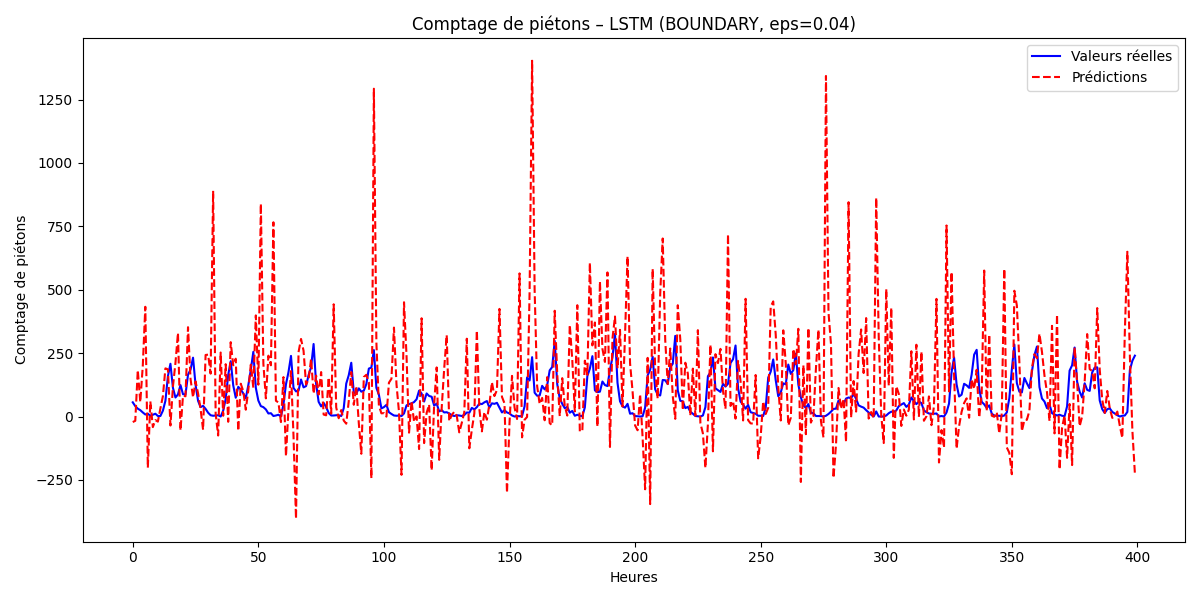 Comptage de piétons – LSTM (BOUNDARY, eps=0.04)
Valeurs réelles
Prédictions
Comptage de piétons
1250
1000
750
500
250
0
−250
0 50 100 150 200 250 300 350 400
Heures